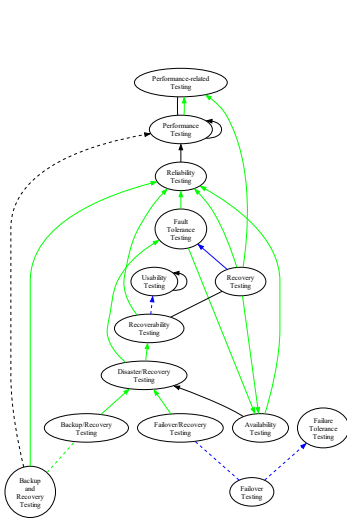 Performance-related
Testing
Performance
Testing
Reliability
Testing
Fault
Tolerance
Testing
Usability
Testing
Recovery
Testing
Recoverability
Testing
Disaster/Recovery
Testing
Backup/Recovery
Testing
Failover/Recovery
Testing
Availability
Testing
Failure
Tolerance
Testing
Backup
and
Recovery
Testing
Failover
Testing